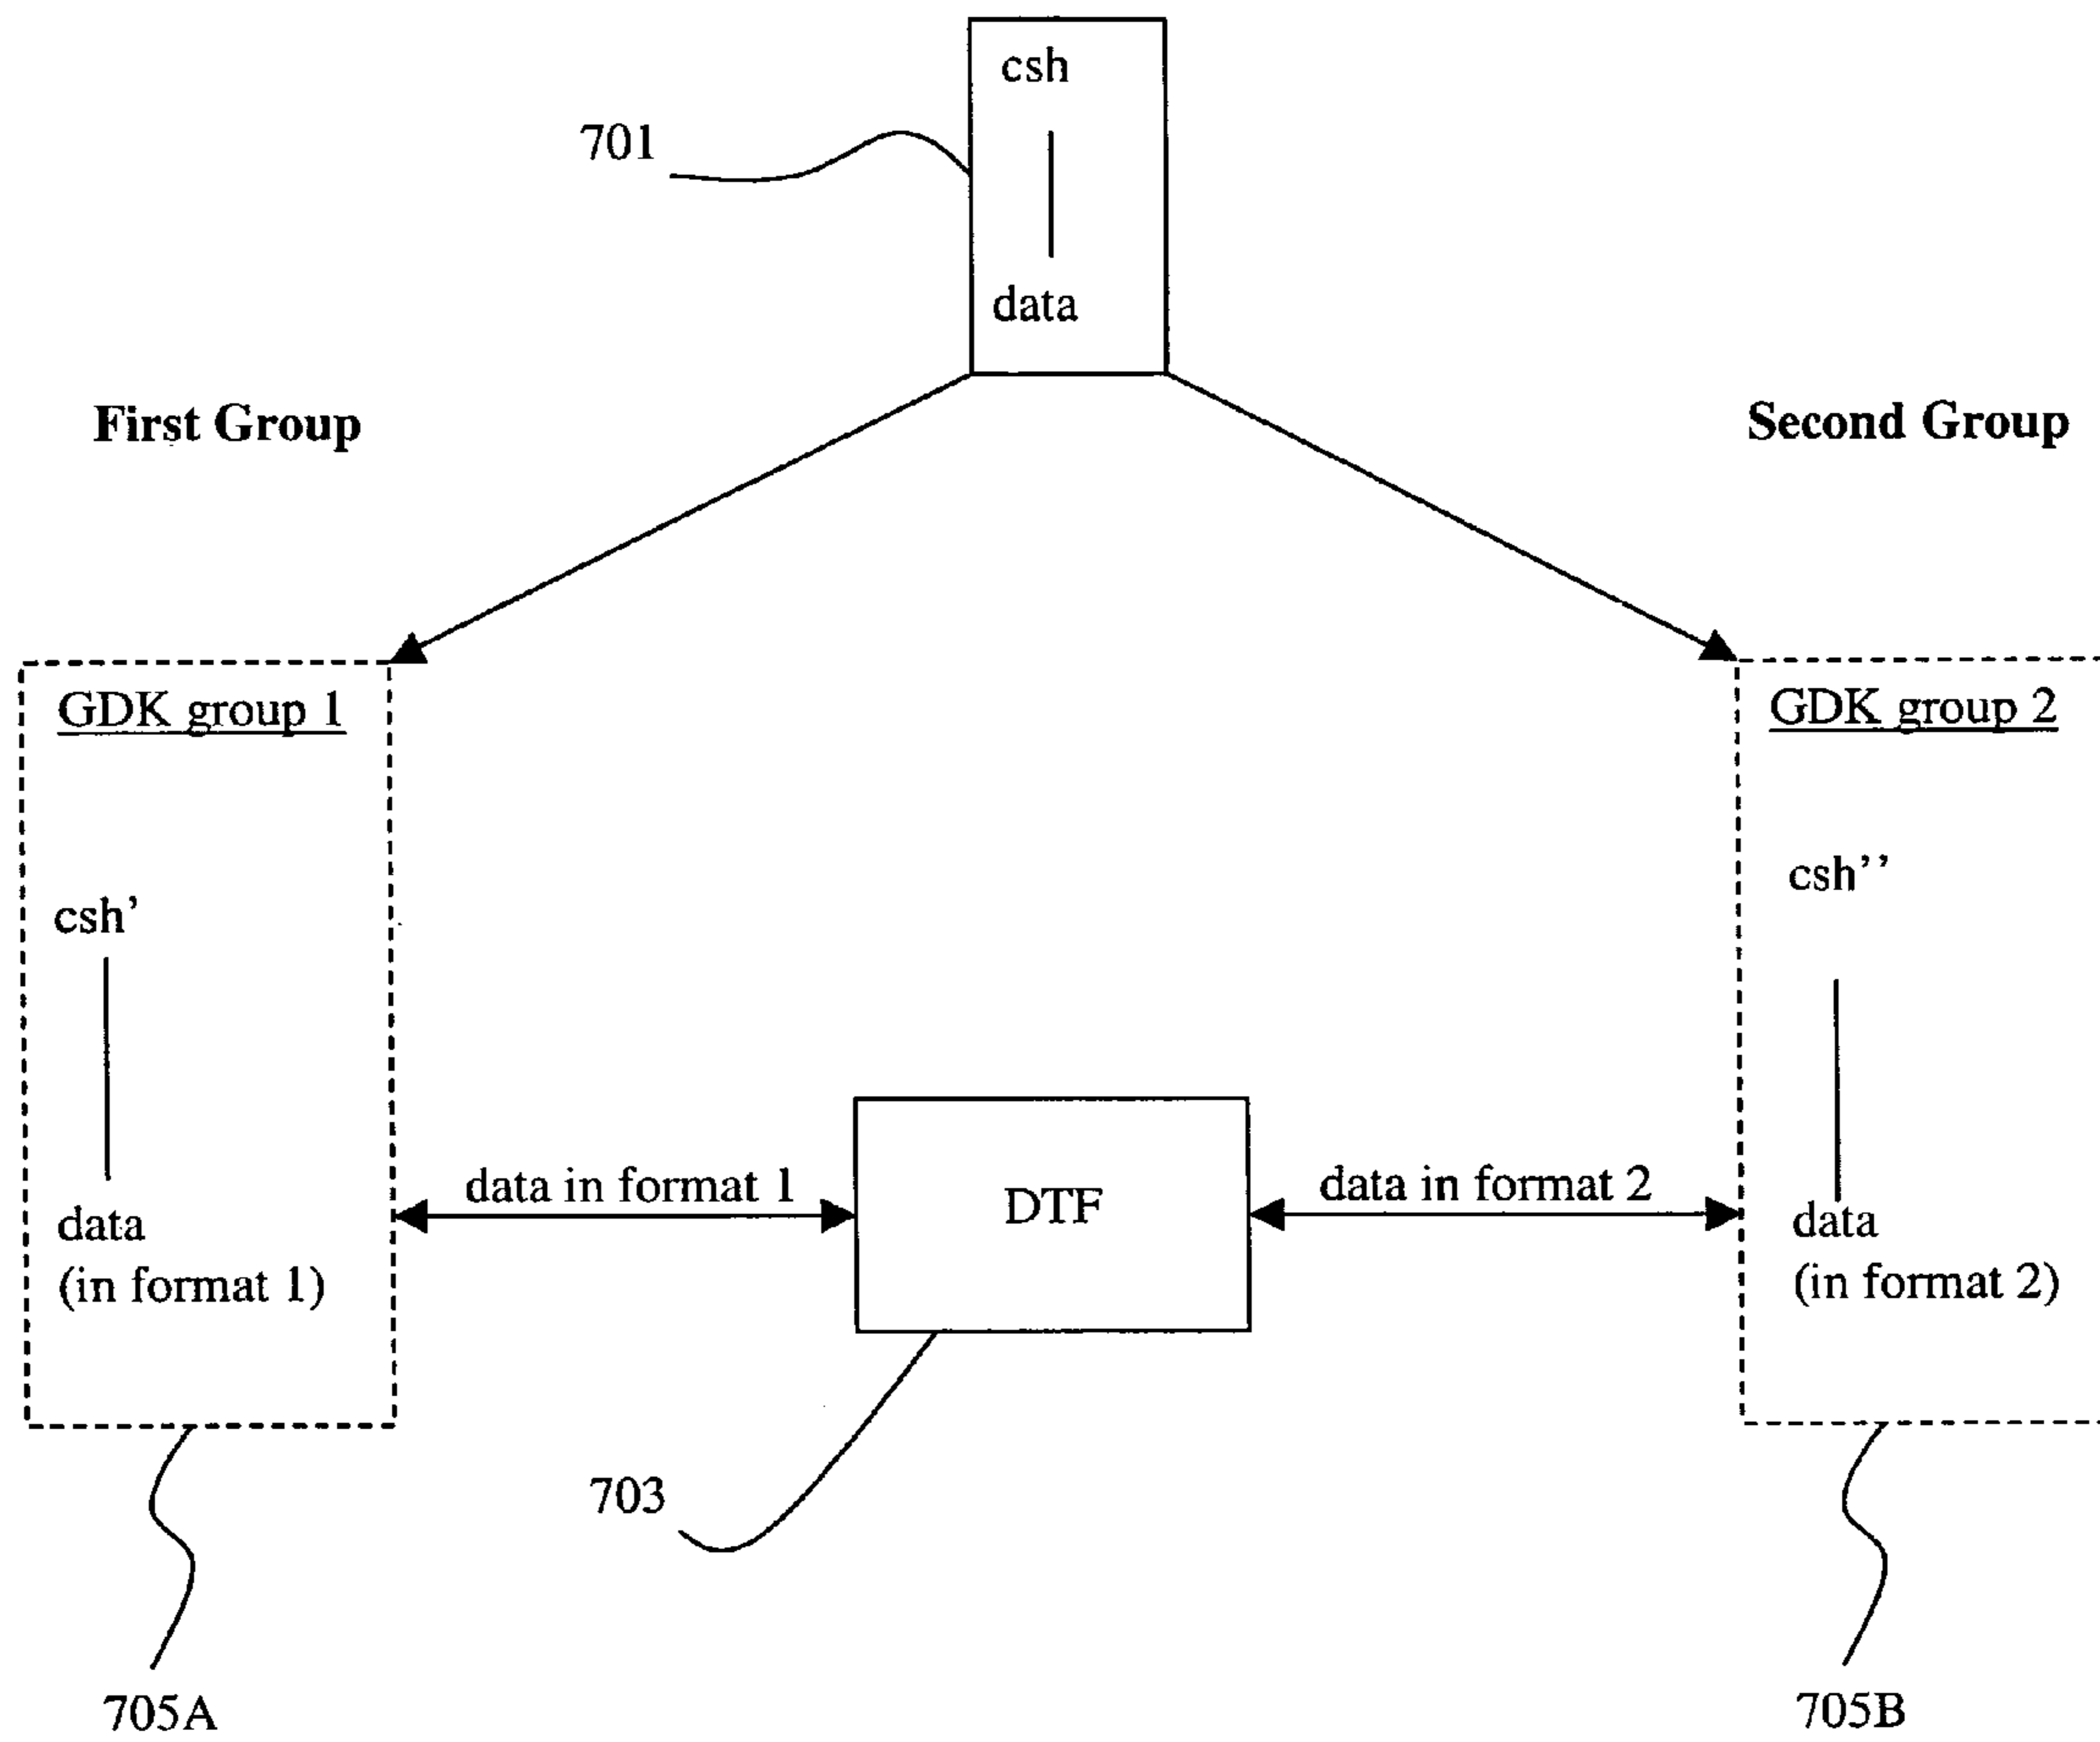 csh
701
data
First Group
Second Group
GDK group 1
GDK group 2
csh'
csh''
data in format 1
DTF
data in format 2
data
(in format 1)
data
(in format 2)
703
705A
705B